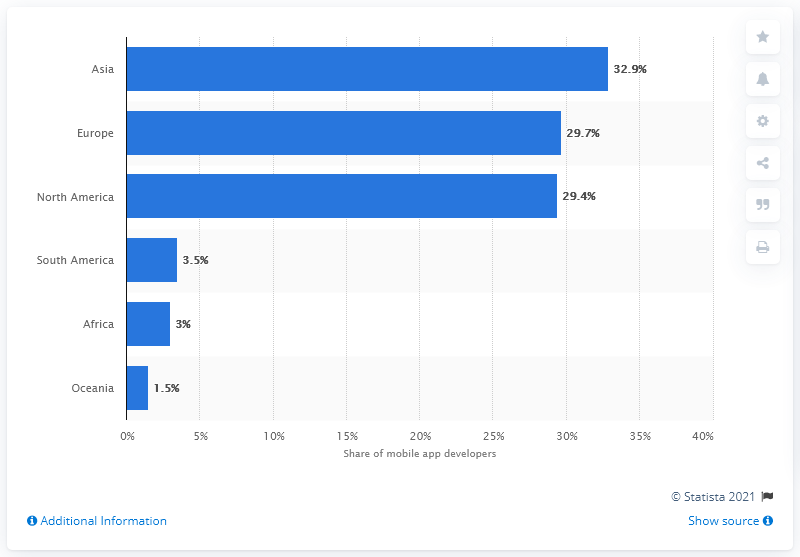 Asia 32.9%
Europe 29.7%
North America 29.4%
South America 3.5%
Africa 3%
Oceania 1.5%
0% 5% 10% 15% 20% 25% 30% 35% 40%
Share of mobile app developers
© Statista 2021
Additional Information Show source